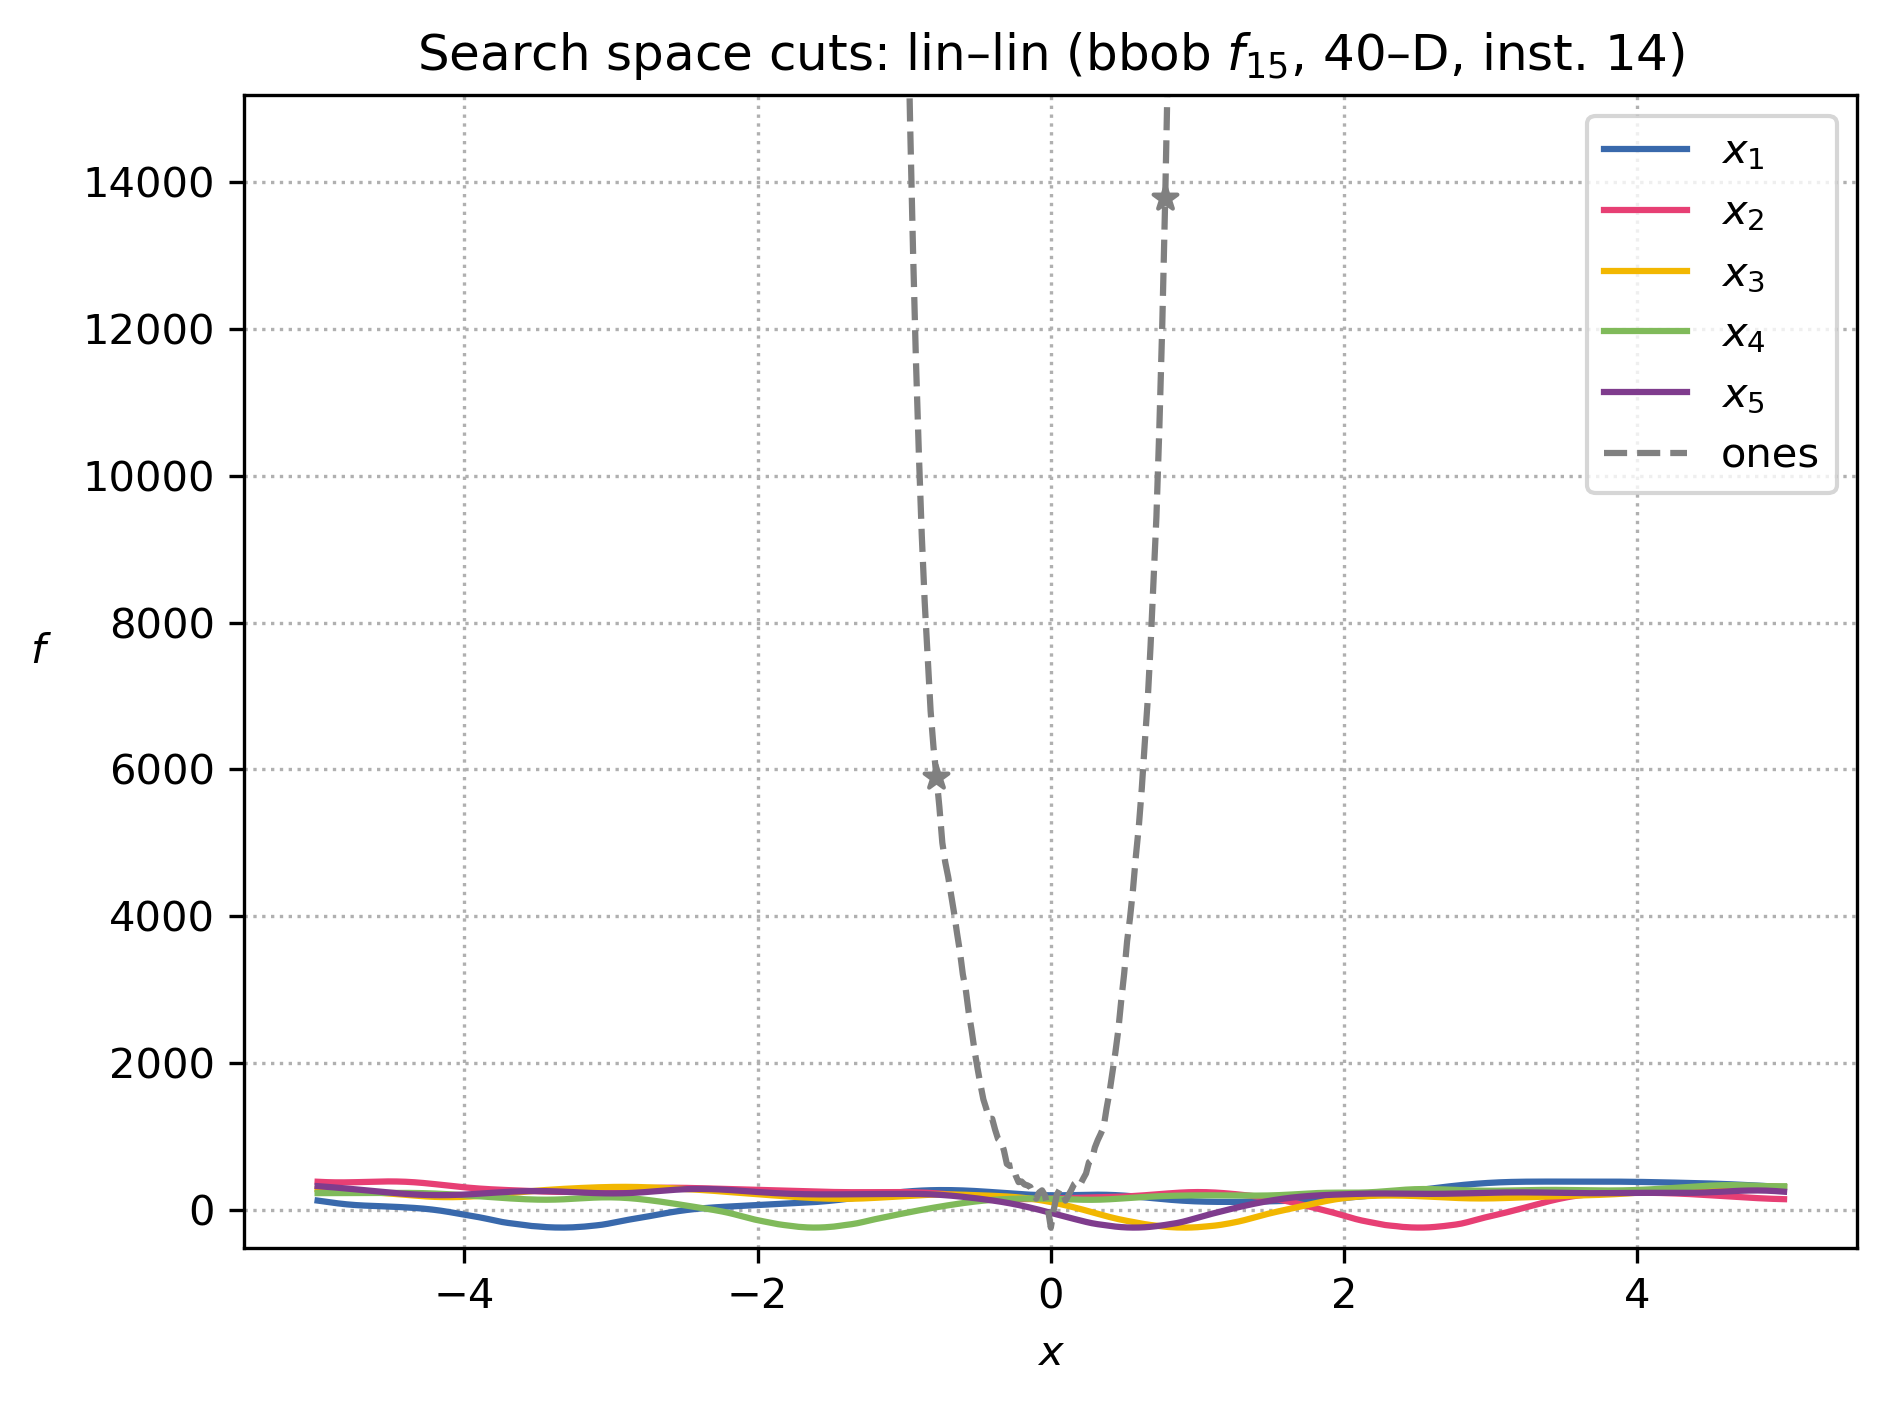 Search space cuts: lin–lin (bbob f₁₅, 40–D, inst. 14)
14000
12000
10000
8000
6000
4000
2000
0
f
−4
−2
0
2
4
x
x₁
x₂
x₃
x₄
x₅
ones